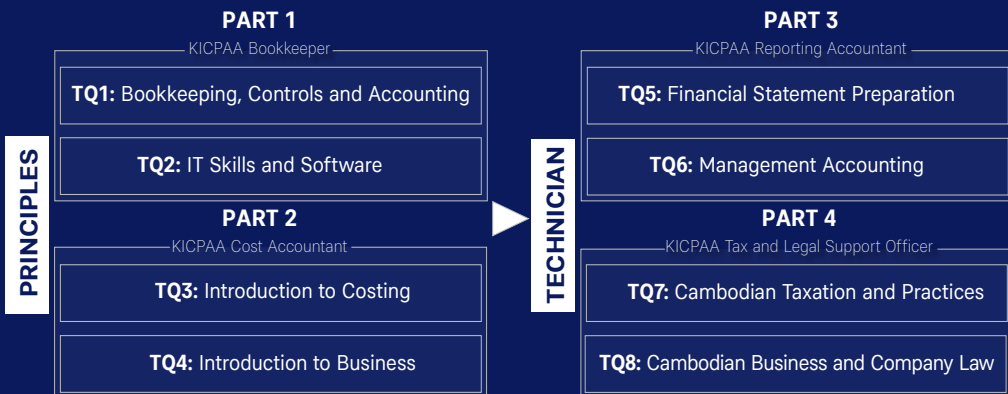 PRINCIPLES
PART 1
KICPAA Bookkeeper
TQ1: Bookkeeping, Controls and Accounting
TQ2: IT Skills and Software
PART 2
KICPAA Cost Accountant
TQ3: Introduction to Costing
TQ4: Introduction to Business
TECHNICIAN
PART 3
KICPAA Reporting Accountant
TQ5: Financial Statement Preparation
TQ6: Management Accounting
PART 4
KICPAA Tax and Legal Support Officer
TQ7: Cambodian Taxation and Practices
TQ8: Cambodian Business and Company Law